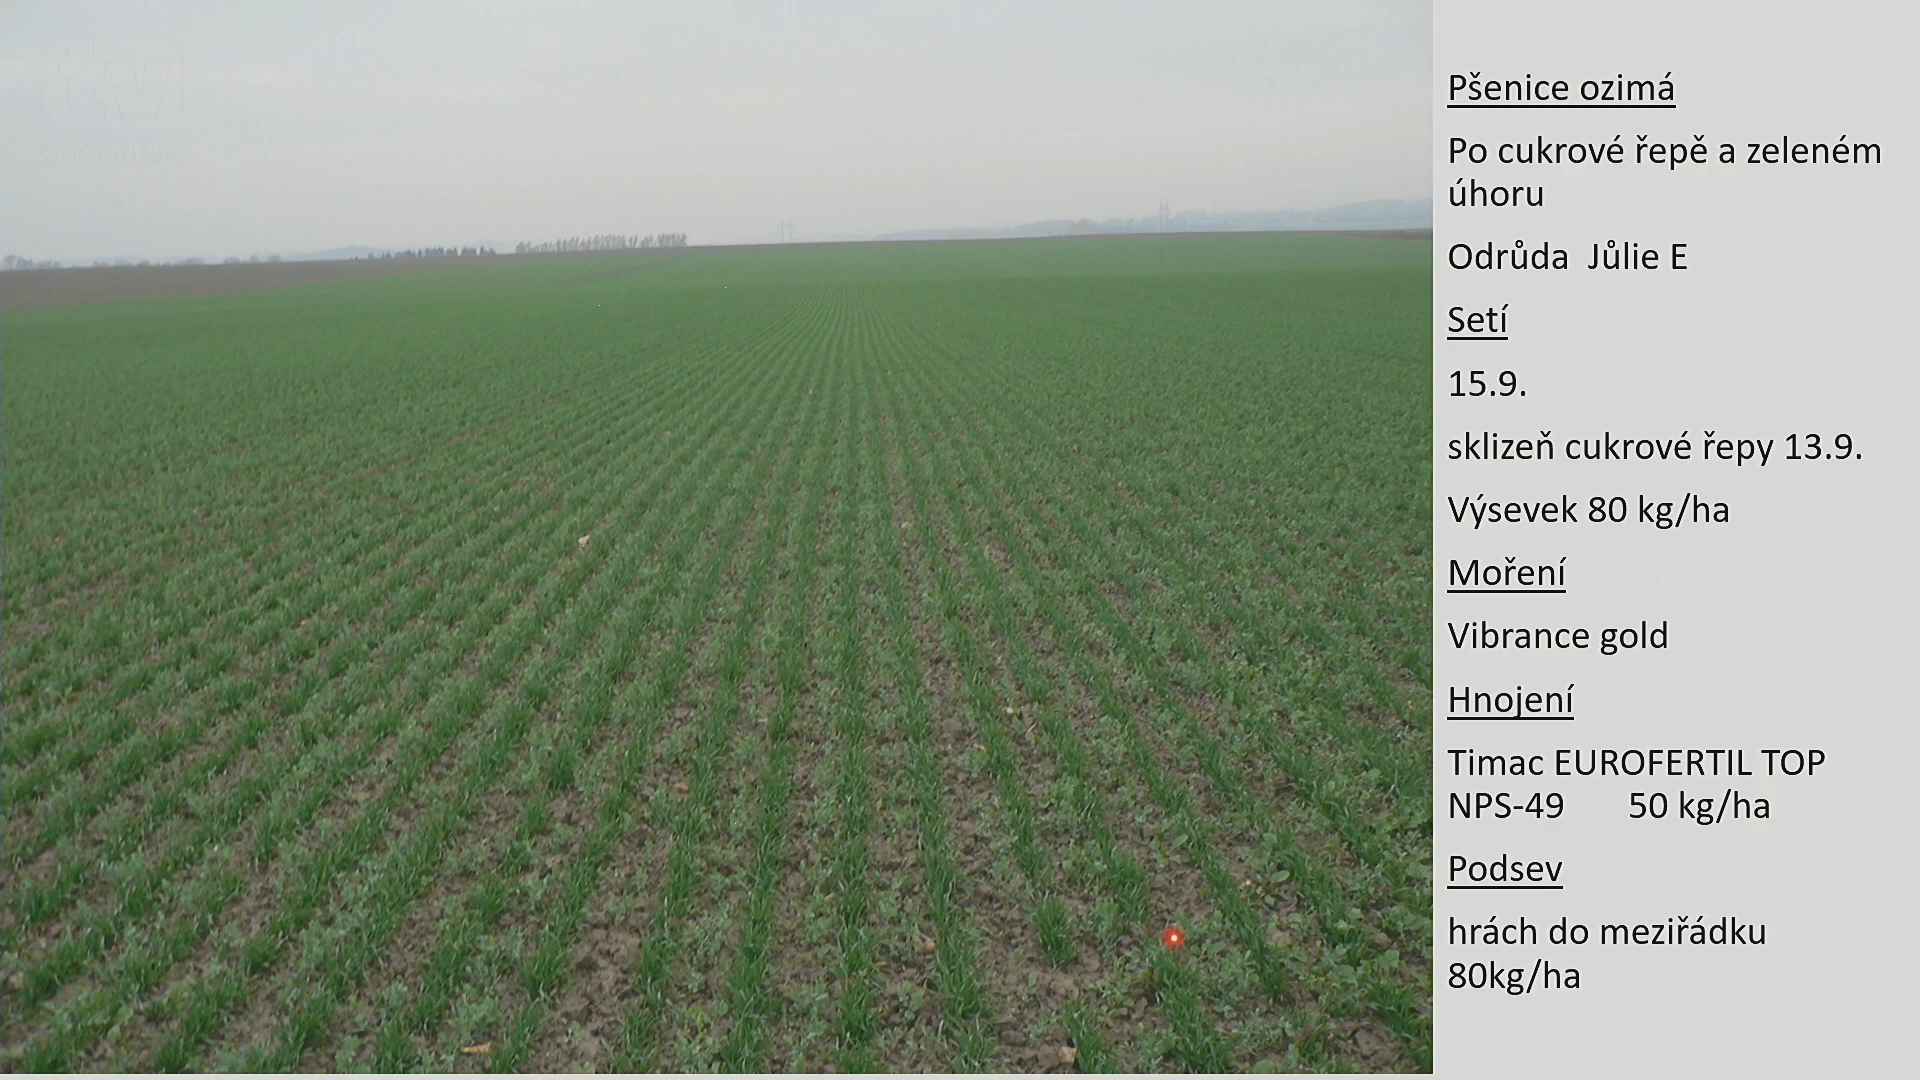 tv
Pšenice ozimá
Po cukrové řepě a zeleném
úhoru
Odrůda Jůlie E
Setí
15.9.
sklizeň cukrové řepy 13.9.
Výsevek 80 kg/ha
Moření
Vibrance gold
Hnojení
Timac EUROFERTIL TOP
NPS-49 50 kg/ha
Podsev
hrách do meziřádku
80kg/ha